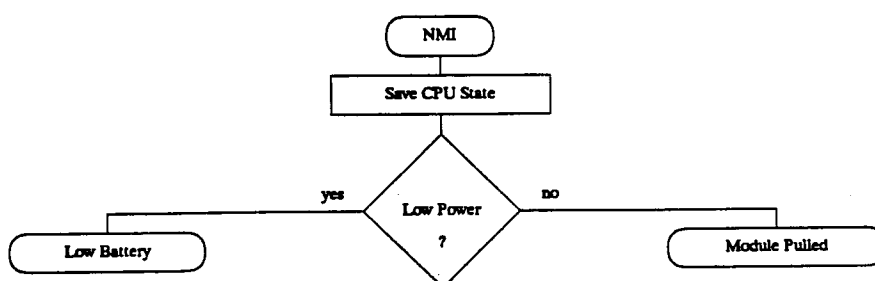 NMI
Save CPU State
yes
no
Low Power
?
Low Battery
Module Pulled